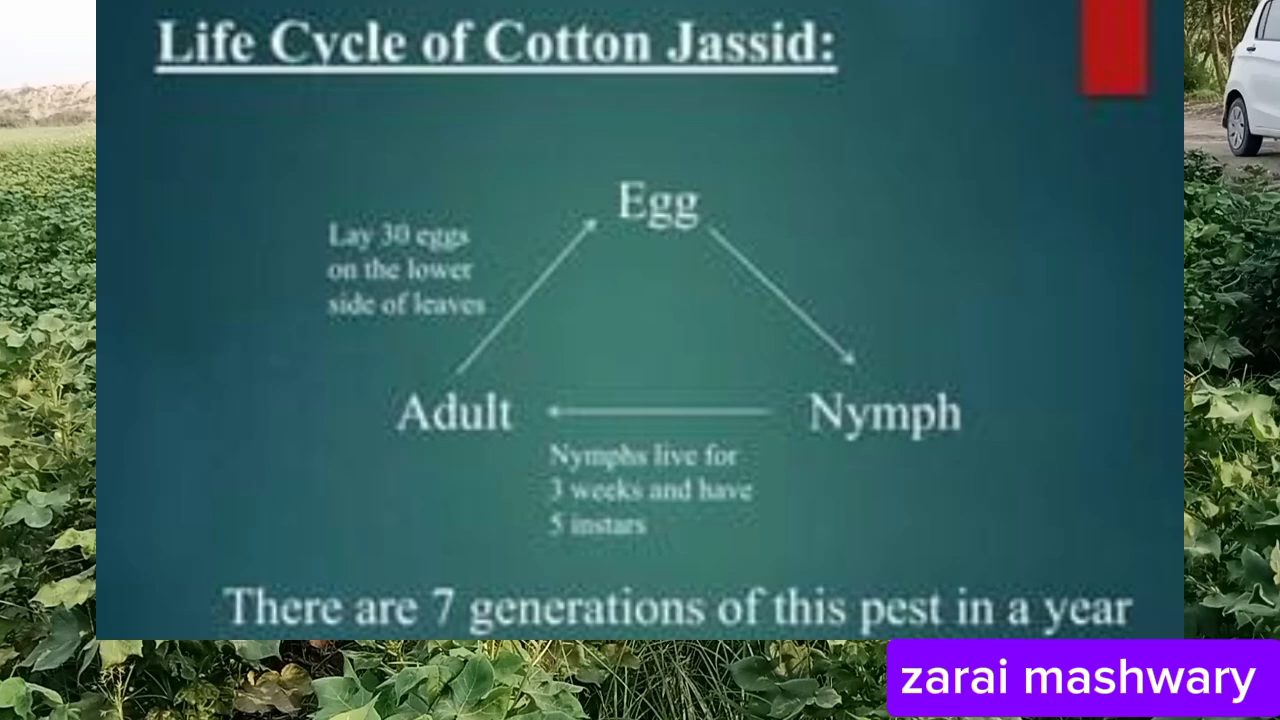 Life Cycle of Cotton Jassid:
Egg
Lay 30 eggs
on the lower
side of leaves
Adult
Nymph
Nymphs live for
3 weeks and have
5 instars
There are 7 generations of this pest in a year
zarai mashwary